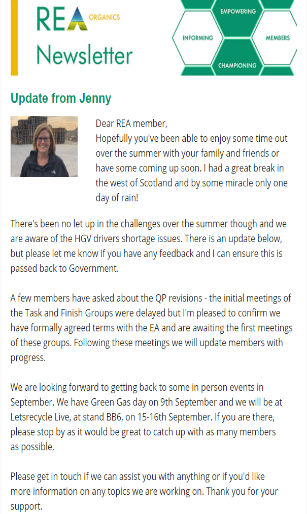 REA ORGANICS
Newsletter
EMPOWERING
INFORMING
MEMBERS
CHAMPIONING
Update from Jenny
Dear REA member,
Hopefully you've been able to enjoy some time out
over the summer with your family and friends or
have some coming up soon. I had a great break in
the west of Scotland and by some miracle only one
day of rain!
There's been no let up in the challenges over the summer though and we
are aware of the HGV drivers shortage issues. There is an update below,
but please let me know if you have any feedback and I can ensure this is
passed back to Government.
A few members have asked about the QP revisions - the initial meetings of
the Task and Finish Groups were delayed but I'm pleased to confirm we
have formally agreed terms with the EA and are awaiting the first meetings
of these groups. Following these meetings we will update members with
progress.
We are looking forward to getting back to some in person events in
September. We have Green Gas day on 9th September and we will be at
Letsrecycle Live, at stand BB6, on 15-16th September. If you are there,
please stop by as it would be great to catch up with as many members
as possible.
Please get in touch if we can assist you with anything or if you'd like
more information on any topics we are working on. Thank you for your
support.